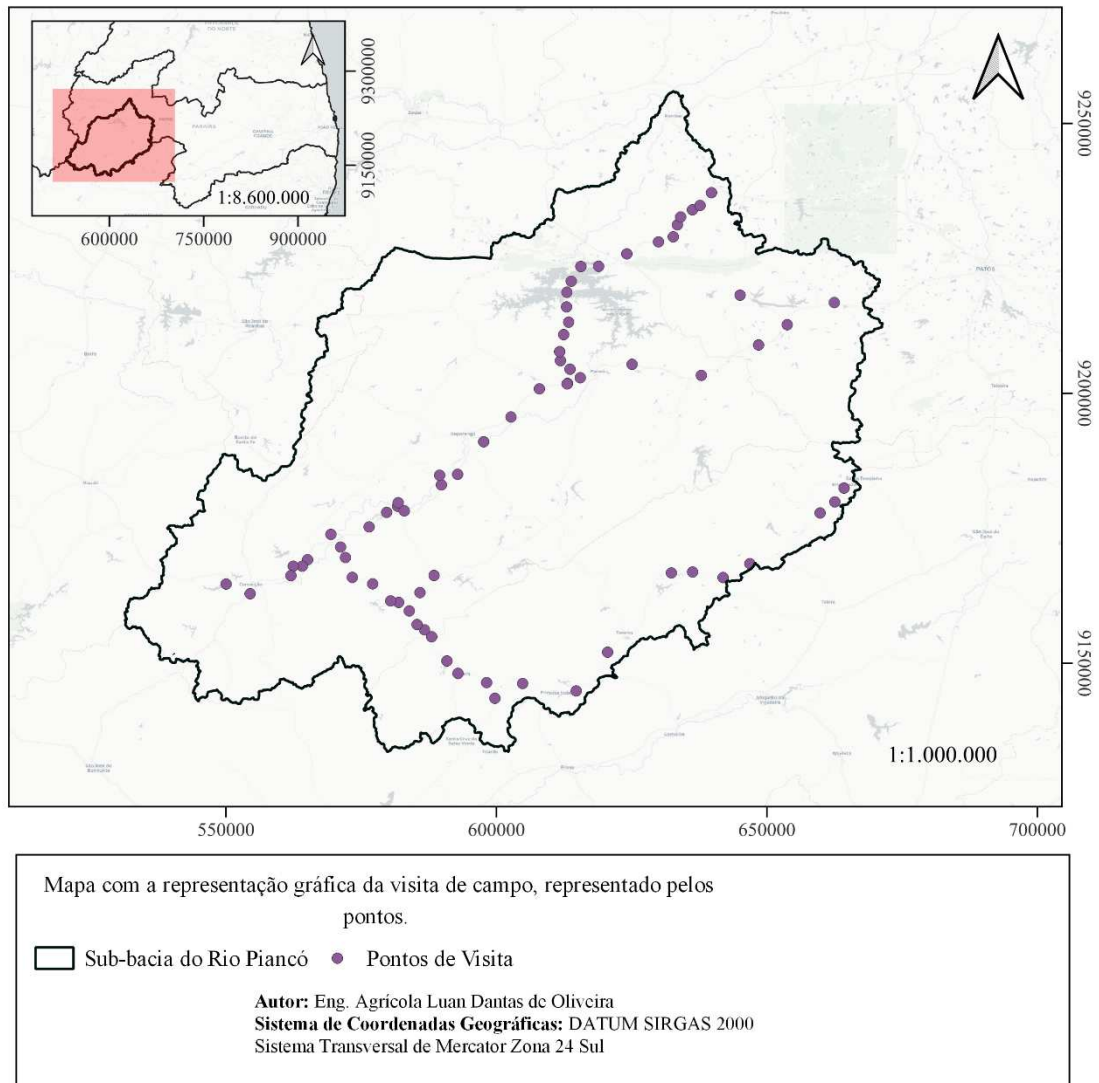 9300000
9150000
1:8.600.000
600000
750000
900000
9250000
9200000
9150000
1:1.000.000
550000
600000
650000
700000
Mapa com a representação gráfica da visita de campo, representado pelos
pontos.
Sub-bacia do Rio Piancó
Pontos de Visita
Autor: Eng. Agrícola Luan Dantas de Oliveira
Sistema de Coordenadas Geográficas: DATUM SIRGAS 2000
Sistema Transversal de Mercator Zona 24 Sul